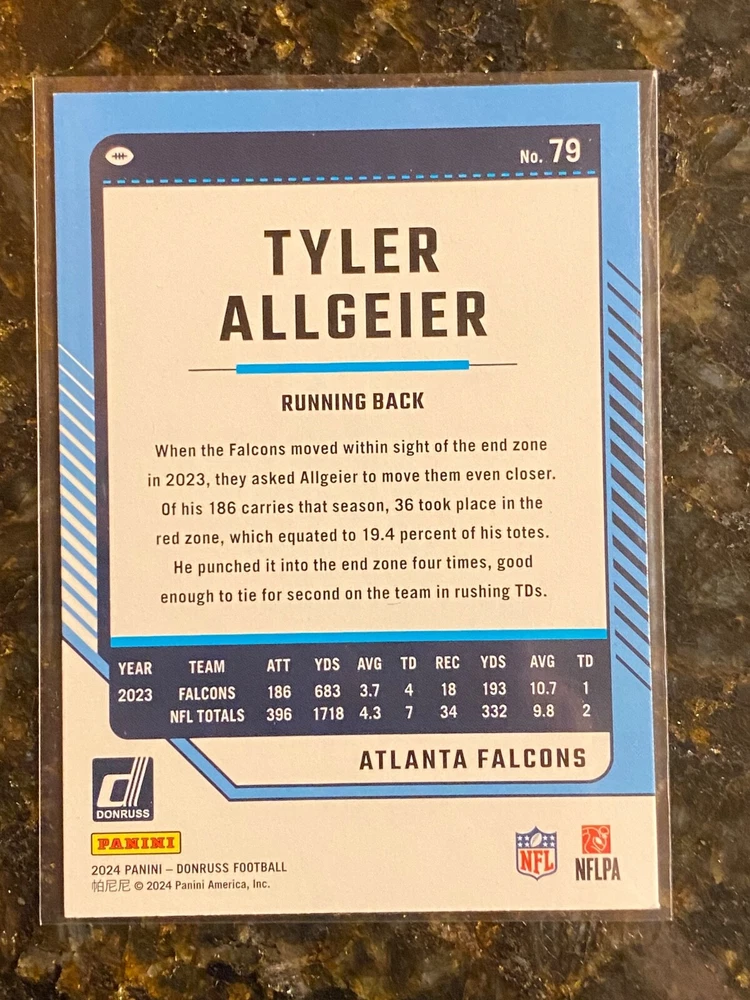 No. 79
TYLER
ALLGEIER
RUNNING BACK
When the Falcons moved within sight of the end zone
in 2023, they asked Allgeier to move them even closer.
Of his 186 carries that season, 36 took place in the
red zone, which equated to 19.4 percent of his totes.
He punched it into the end zone four times, good
enough to tie for second on the team in rushing TDs.
YEAR TEAM ATT YDS AVG TD REC YDS AVG TD
2023 FALCONS 186 683 3.7 4 18 193 10.7 1
NFL TOTALS 396 1718 4.3 7 34 332 9.8 2
ATLANTA FALCONS
d
DONRUSS
PANINI
2024 PANINI – DONRUSS FOOTBALL
帕尼尼 © 2024 Panini America, Inc.
NFL
NFLPA